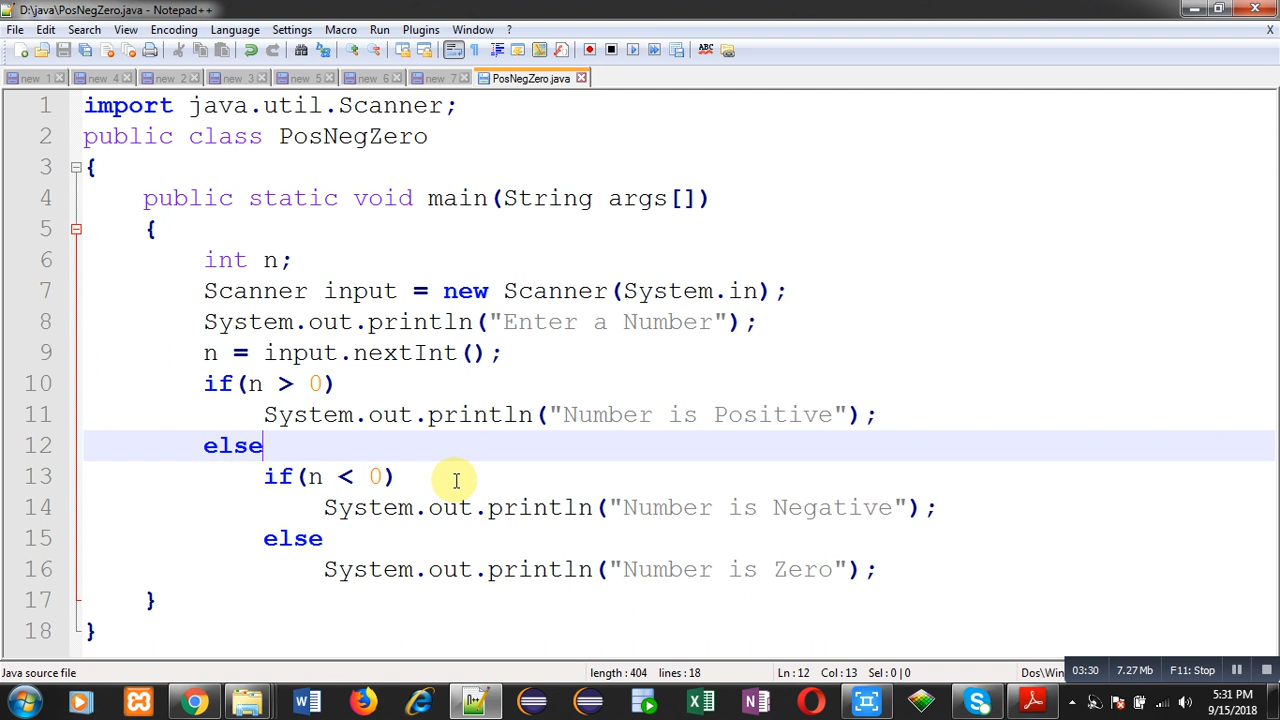 D:\java\PosNegZero.java - Notepad++
File Edit Search View Encoding Language Settings Macro Run Plugins Window ? X
new 1 new 4 new 2 new 3 new 5 new 6 new 7 PosNegZero.java
1 import java.util.Scanner;
2 public class PosNegZero
3 {
4 public static void main(String args[])
5 {
6 int n;
7 Scanner input = new Scanner(System.in);
8 System.out.println("Enter a Number");
9 n = input.nextInt();
10 if(n > 0)
11 System.out.println("Number is Positive");
12 else
13 if(n < 0)
14 System.out.println("Number is Negative");
15 else
16 System.out.println("Number is Zero");
17 }
18 }
Java source file length : 404 lines : 18 Ln : 12 Col : 13 Sel : 0 | 0 Dos\Win 03:30 7.27 Mb F11: Stop
5:31 PM
9/15/2018